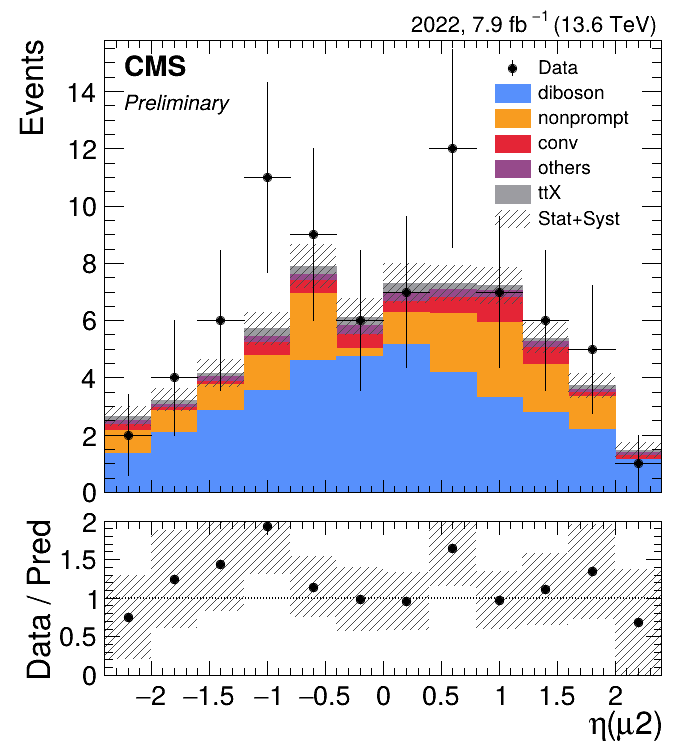 2022, 7.9 fb⁻¹ (13.6 TeV)
Events
CMS
Preliminary
Data
diboson
nonprompt
conv
others
ttX
Stat+Syst
14
12
10
8
6
4
2
0
Data / Pred
2
1.5
1
0.5
0
−2 −1.5 −1 −0.5 0 0.5 1 1.5 2
η(μ2)